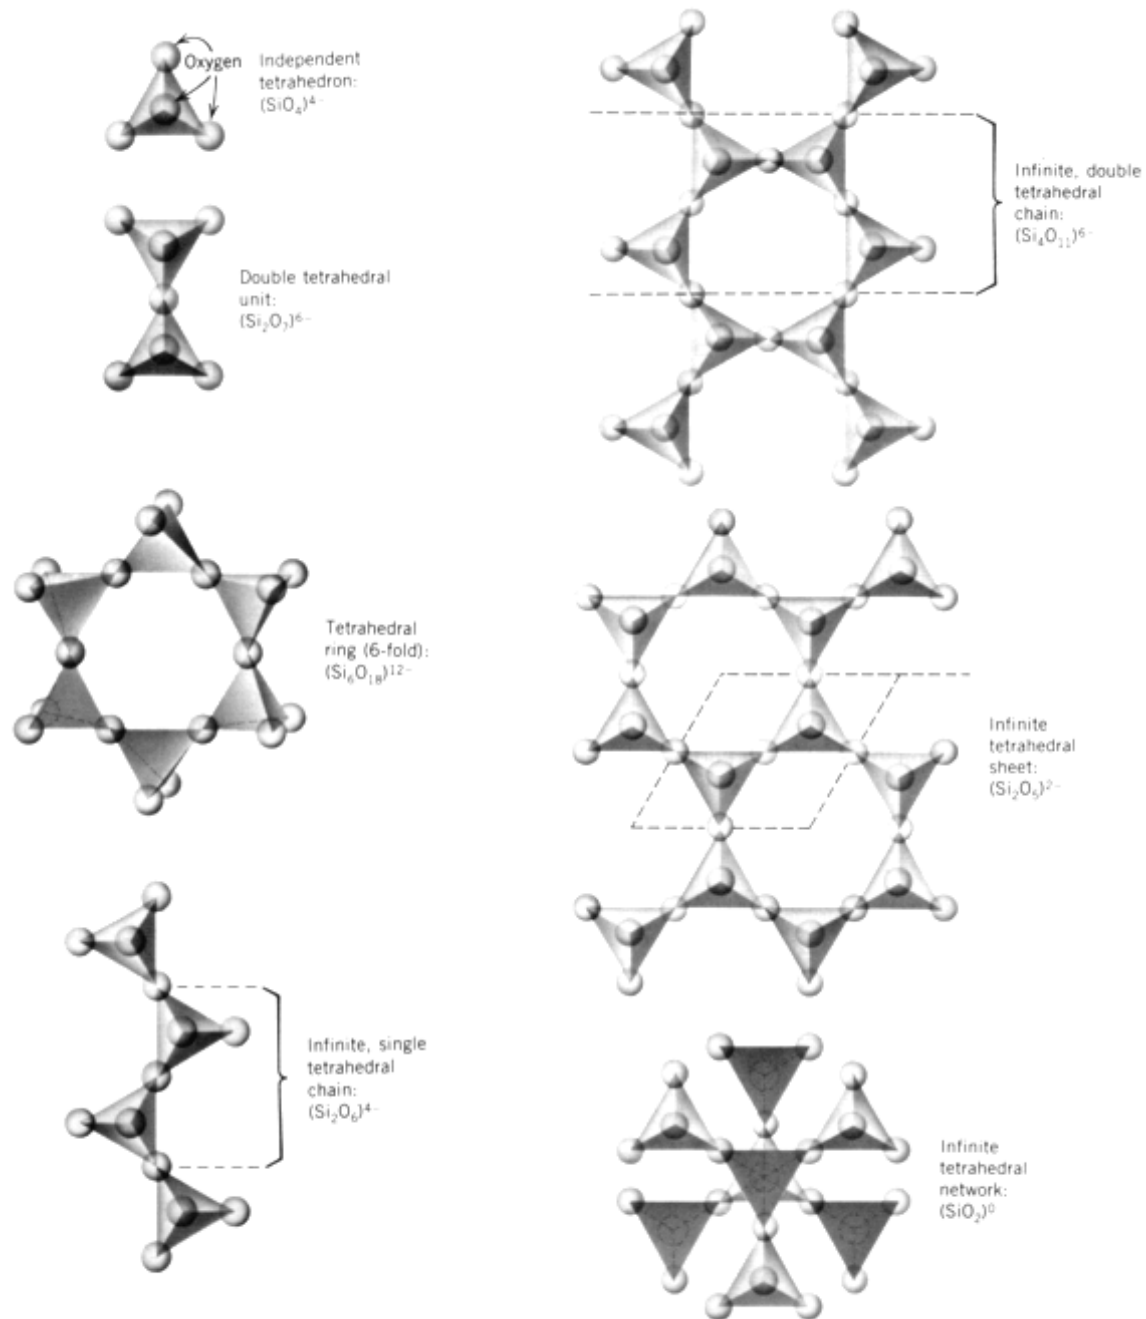 Oxygen
Independent
tetrahedron:
(SiO₄)⁴⁻
Double tetrahedral
unit:
(Si₂O₇)⁶⁻
Tetrahedral
ring (6-fold):
(Si₆O₁₈)¹²⁻
Infinite, single
tetrahedral
chain:
(Si₂O₆)⁴⁻
Infinite, double
tetrahedral
chain:
(Si₄O₁₁)⁶⁻
Infinite
tetrahedral
sheet:
(Si₂O₅)²⁻
Infinite
tetrahedral
network:
(SiO₂)⁰